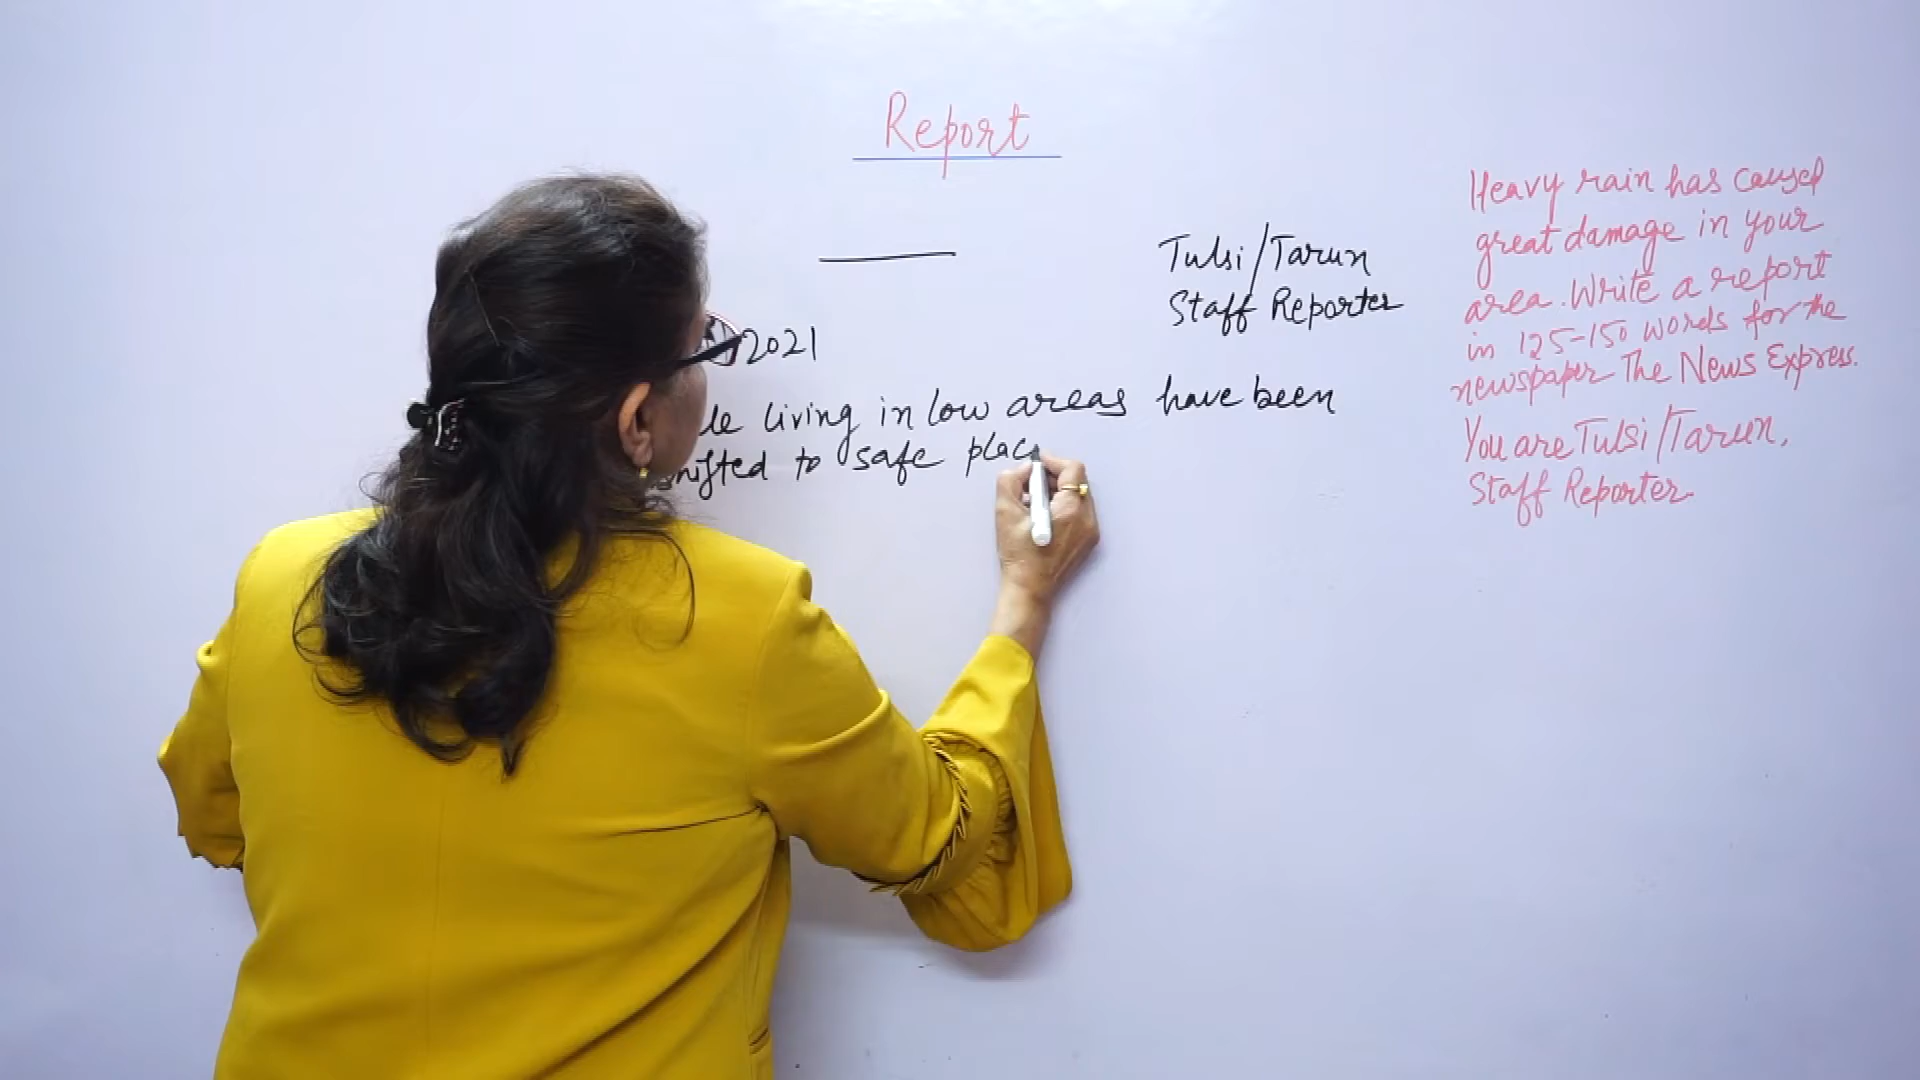 Report
Tulsi/Tarun
Staff Reporter
2021
living in low areas have been
shifted to safe plac
Heavy rain has caused
great damage in your
area. Write a report
in 125-150 words for the
newspaper The News Express.
You are Tulsi/Tarun,
Staff Reporter.